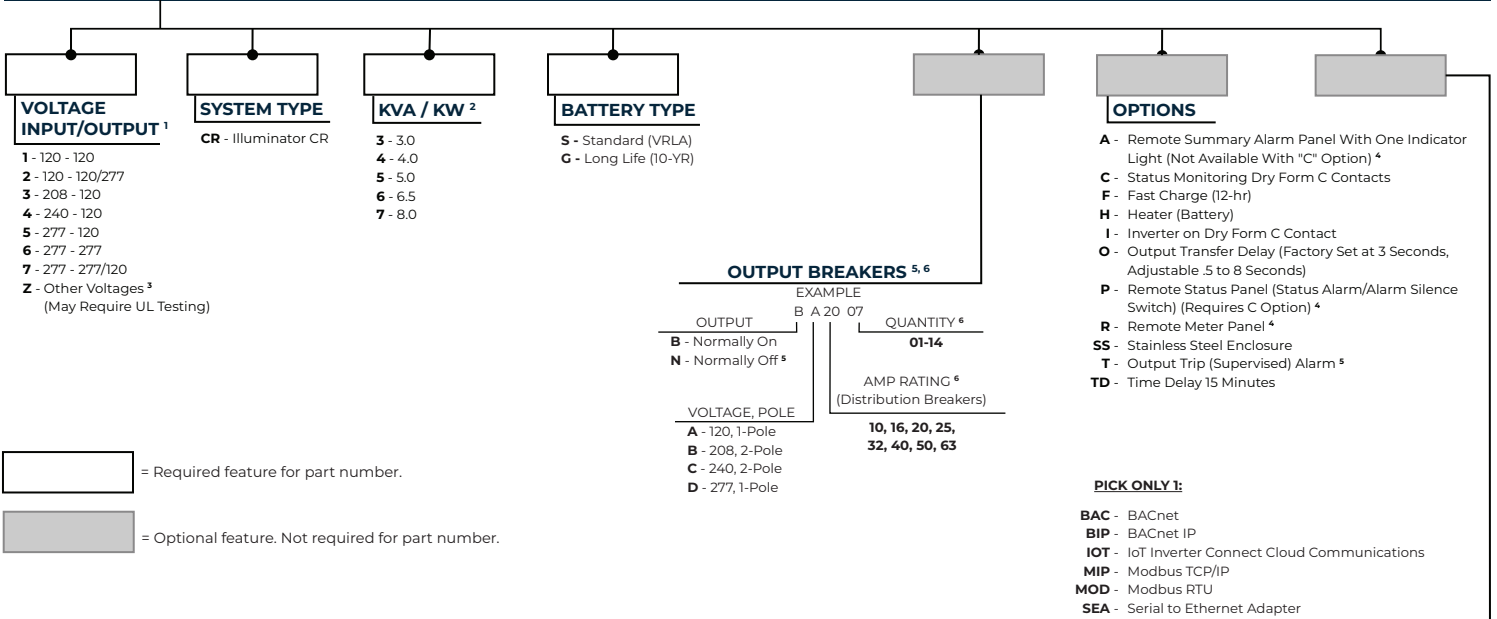 VOLTAGE
INPUT/OUTPUT ¹
1 - 120 - 120
2 - 120 - 120/277
3 - 208 - 120
4 - 240 - 120
5 - 277 - 120
6 - 277 - 277
7 - 277 - 277/120
Z - Other Voltages ³
(May Require UL Testing)
SYSTEM TYPE
CR - Illuminator CR
KVA / KW ²
3 - 3.0
4 - 4.0
5 - 5.0
6 - 6.5
7 - 8.0
BATTERY TYPE
S - Standard (VRLA)
G - Long Life (10-YR)
OUTPUT BREAKERS ⁵, ⁶
EXAMPLE
B A 20 07
OUTPUT
B - Normally On
N - Normally Off ⁵
QUANTITY ⁶
01-14
AMP RATING ⁶
(Distribution Breakers)
10, 16, 20, 25,
32, 40, 50, 63
VOLTAGE, POLE
A - 120, 1-Pole
B - 208, 2-Pole
C - 240, 2-Pole
D - 277, 1-Pole
OPTIONS
A - Remote Summary Alarm Panel With One Indicator
Light (Not Available With "C" Option) ⁴
C - Status Monitoring Dry Form C Contacts
F - Fast Charge (12-hr)
H - Heater (Battery)
I - Inverter on Dry Form C Contact
O - Output Transfer Delay (Factory Set at 3 Seconds,
Adjustable .5 to 8 Seconds)
P - Remote Status Panel (Status Alarm/Alarm Silence
Switch) (Requires C Option) ⁴
R - Remote Meter Panel ⁴
SS - Stainless Steel Enclosure
T - Output Trip (Supervised) Alarm ⁵
TD - Time Delay 15 Minutes
PICK ONLY 1:
BAC - BACnet
BIP - BACnet IP
IOT - IoT Inverter Connect Cloud Communications
MIP - Modbus TCP/IP
MOD - Modbus RTU
SEA - Serial to Ethernet Adapter
= Required feature for part number.
= Optional feature. Not required for part number.